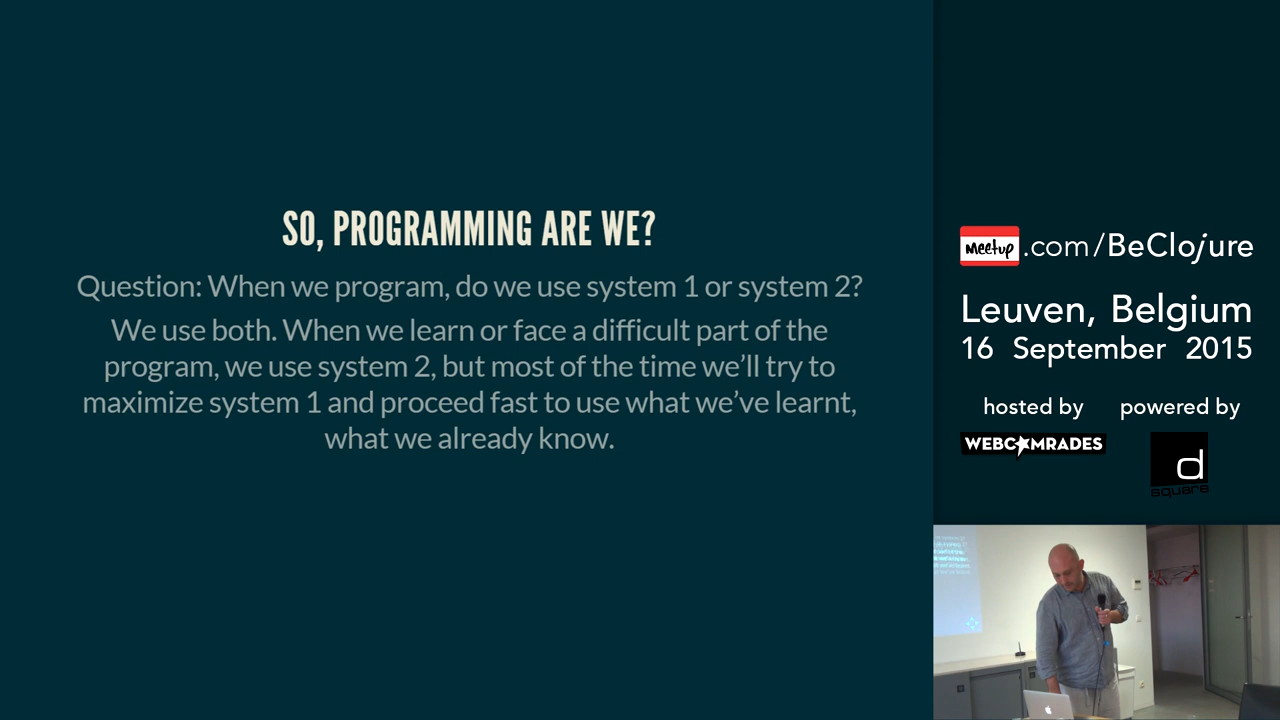 SO, PROGRAMMING ARE WE?
Question: When we program, do we use system 1 or system 2?
We use both. When we learn or face a difficult part of the
program, we use system 2, but most of the time we’ll try to
maximize system 1 and proceed fast to use what we’ve learnt,
what we already know.
meetup.com/BeClojure
Leuven, Belgium
16 September 2015
hosted by powered by
WEBCOMRADES
d square